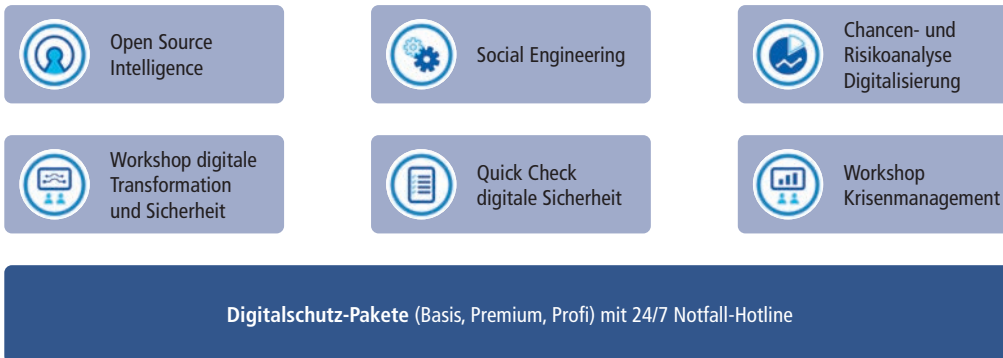 Open Source
Intelligence
Social Engineering
Chancen- und
Risikoanalyse
Digitalisierung
Workshop digitale
Transformation
und Sicherheit
Quick Check
digitale Sicherheit
Workshop
Krisenmanagement
Digitalschutz-Pakete (Basis, Premium, Profi) mit 24/7 Notfall-Hotline